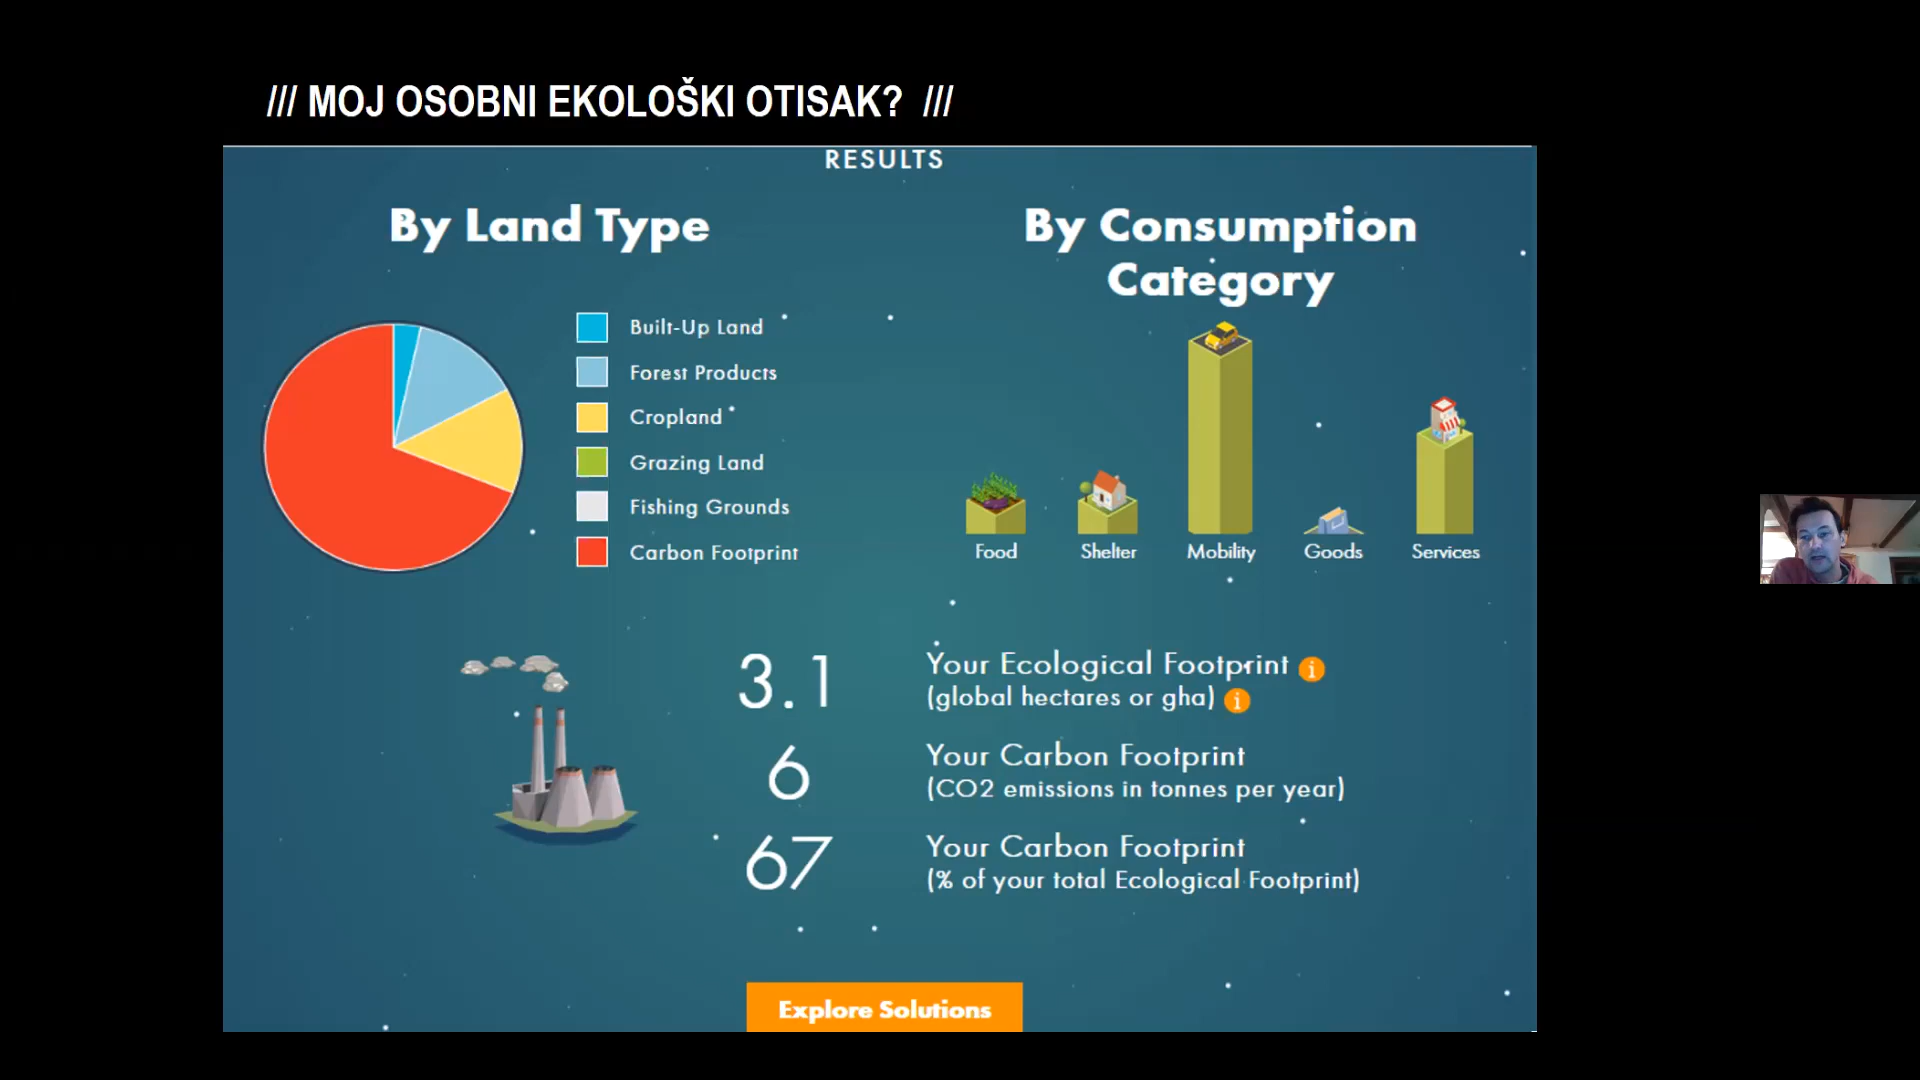 /// MOJ OSOBNI EKOLOŠKI OTISAK? ///
RESULTS
By Land Type
Built-Up Land
Forest Products
Cropland
Grazing Land
Fishing Grounds
Carbon Footprint
By Consumption
Category
Food
Shelter
Mobility
Goods
Services
3.1
Your Ecological Footprint i
(global hectares or gha) i
6
Your Carbon Footprint
(CO2 emissions in tonnes per year)
67
Your Carbon Footprint
(% of your total Ecological Footprint)
Explore Solutions